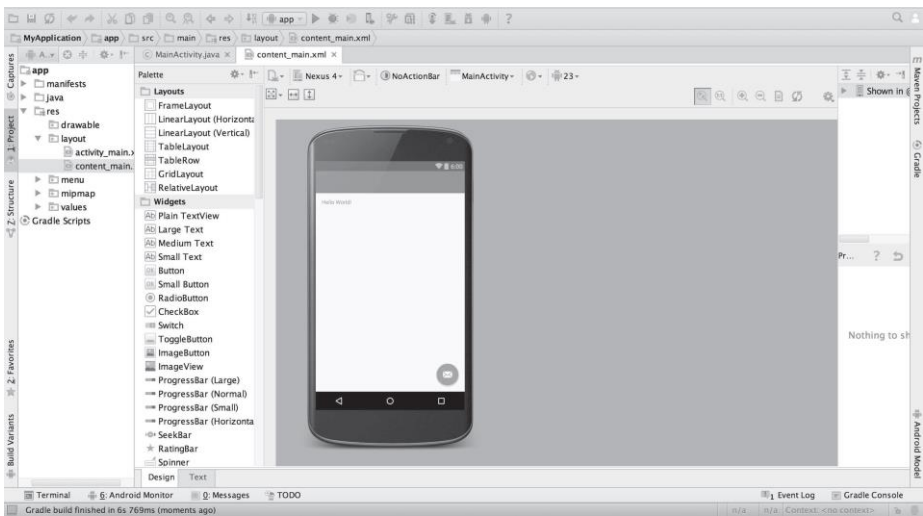 app
?
MyApplication app src main res layout content_main.xml
MainActivity.java × content_main.xml ×
Captures
1: Project
Z: Structure
2: Favorites
Build Variants
app
manifests
java
res
drawable
layout
activity_main.x
content_main.
menu
mipmap
values
Gradle Scripts
Palette
Layouts
FrameLayout
LinearLayout (Horizonta
LinearLayout (Vertical)
TableLayout
TableRow
GridLayout
RelativeLayout
Widgets
Plain TextView
Large Text
Medium Text
Small Text
Button
Small Button
RadioButton
CheckBox
Switch
ToggleButton
ImageButton
ImageView
ProgressBar (Large)
ProgressBar (Normal)
ProgressBar (Small)
ProgressBar (Horizonta
SeekBar
RatingBar
Spinner
Nexus 4 NoActionBar MainActivity 23
6:00
Hello World!
Shown in
Pr... ?
Nothing to sh
Maven Projects
Gradle
Android Model
Design Text
Terminal 6: Android Monitor 0: Messages TODO
1 Event Log Gradle Console
Gradle build finished in 6s 769ms (moments ago)
n/a n/a Context: <no context>